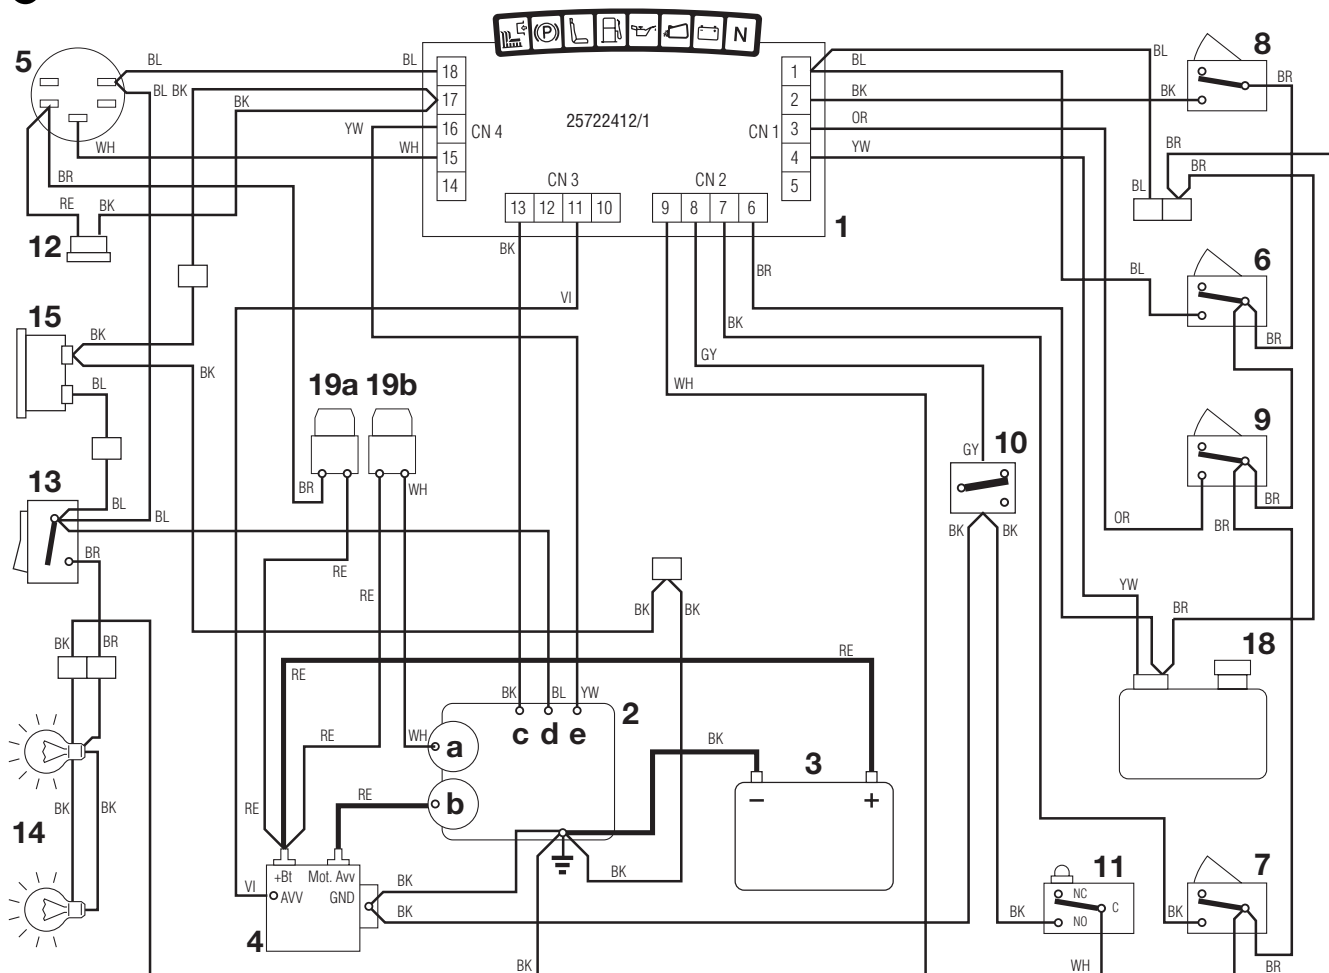 P N
5 BL BL 18 1 BL BL 8 BR
BL BK BK 17 2 BK BK
YW 16 CN 4 25722412/1 CN 1 3 OR
WH WH 15 4 YW BR
BR 14 CN 3 CN 2 5 BR
RE BK 13 12 11 10 9 8 7 6 BL
12 BK 1
BR BL 6
VI
15 BK BK BR
BK GY
BL 19a 19b WH 9
GY 10
13 BR WH BR
BL BL OR BR
BR BK BK
RE
RE YW
BK BR BK BK BR
RE RE 18
BK BL YW 2
c d e
RE WH a BK 3
RE b − +
BK BK RE
14
+Bt Mot. Avv BK BK 11 7
VI AVV GND NC
BK BK C BK
4 NO
BK WH BR